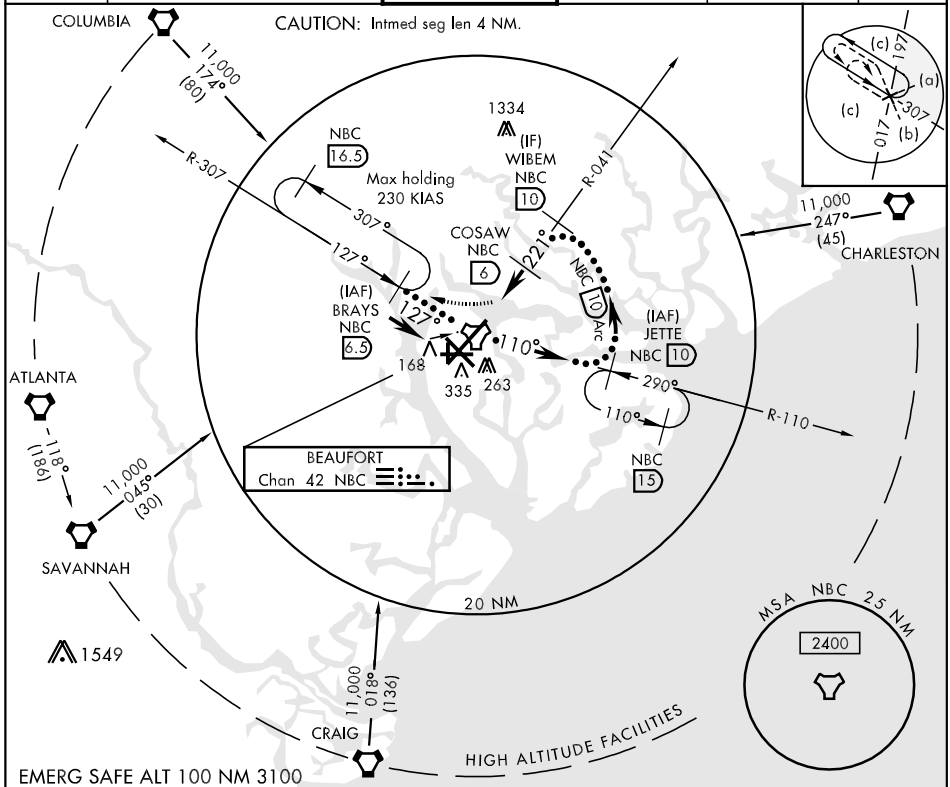 COLUMBIA
CAUTION: Intmed seg len 4 NM.
11,000
174°
(80)
R-307
NBC
16.5
Max holding
230 KIAS
307°
127°
1334
(IF)
WIBEM
NBC
10
R-041
COSAW
NBC
6
221°
NBC
10
Arc
(IAF)
BRAYS
NBC
6.5
127°
168
335
263
110°
(IAF)
JETTE
NBC 10
290°
110°
R-110
NBC
15
(c)
197
(a)
(c)
307
(b)
017
11,000
247°
(45)
CHARLESTON
ATLANTA
118°
(186)
11,000
045°
(30)
SAVANNAH
BEAUFORT
Chan 42 NBC
20 NM
1549
11,000
018°
(136)
CRAIG
HIGH ALTITUDE FACILITIES
MSA NBC 25 NM
2400
EMERG SAFE ALT 100 NM 3100